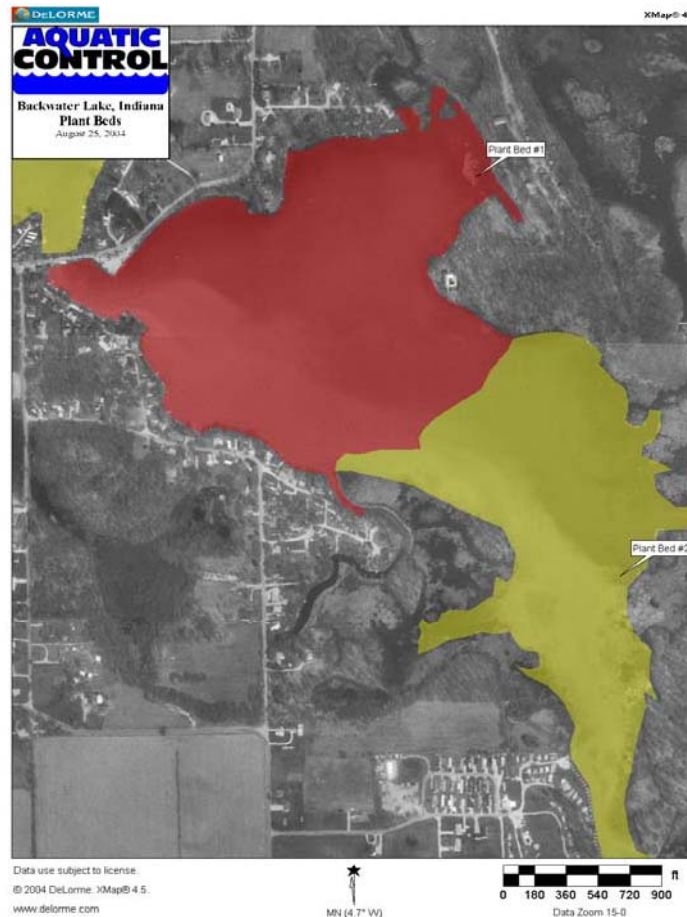 DELORME
XMap® 4.5
AQUATIC
CONTROL
Backwater Lake, Indiana
Plant Beds
August 25, 2004
Plant Bed #1
Plant Bed #2
Data use subject to license.
© 2004 DeLorme. XMap® 4.5.
www.delorme.com
MN (4.7° W)
ft
0 180 360 540 720 900
Data Zoom 15-0